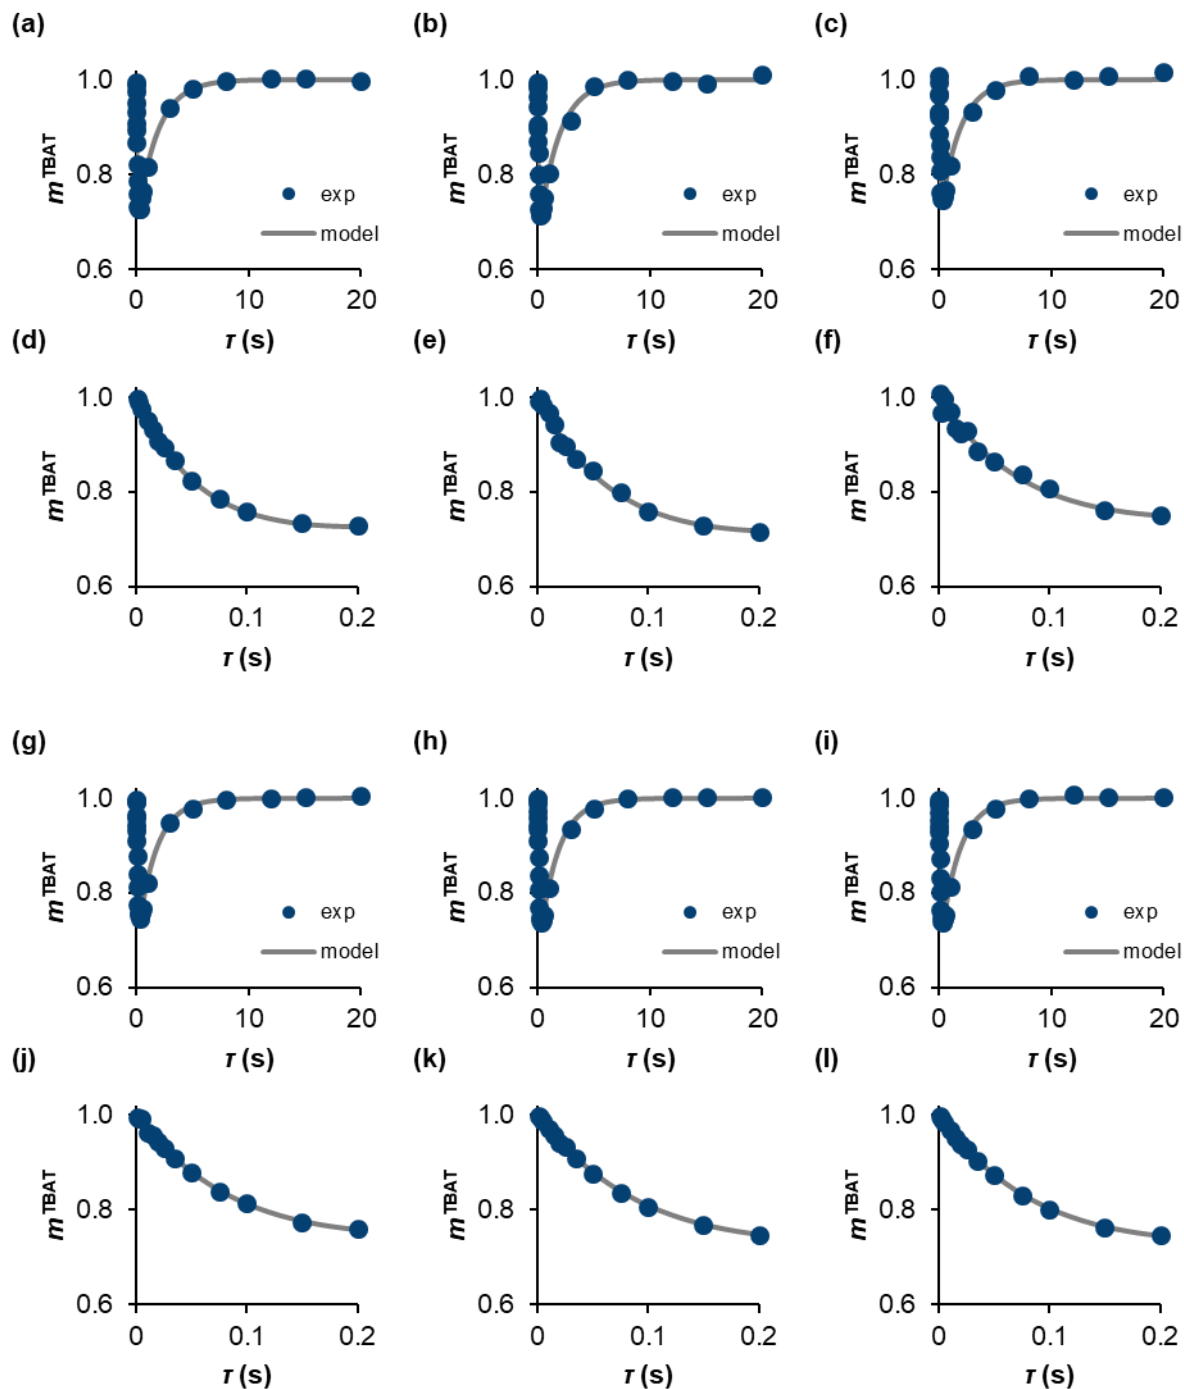 (a) (b) (c)
1.0 1.0 1.0
0.8 0.8 0.8
0.6 0.6 0.6
m^TBAT m^TBAT m^TBAT
exp exp exp
model model model
0 10 20 0 10 20 0 10 20
τ (s) τ (s) τ (s)
(d) (e) (f)
1.0 1.0 1.0
0.8 0.8 0.8
0.6 0.6 0.6
m^TBAT m^TBAT m^TBAT
0 0.1 0.2 0 0.1 0.2 0 0.1 0.2
τ (s) τ (s) τ (s)
(g) (h) (i)
1.0 1.0 1.0
0.8 0.8 0.8
0.6 0.6 0.6
m^TBAT m^TBAT m^TBAT
exp exp exp
model model model
0 10 20 0 10 20 0 10 20
τ (s) τ (s) τ (s)
(j) (k) (l)
1.0 1.0 1.0
0.8 0.8 0.8
0.6 0.6 0.6
m^TBAT m^TBAT m^TBAT
0 0.1 0.2 0 0.1 0.2 0 0.1 0.2
τ (s) τ (s) τ (s)